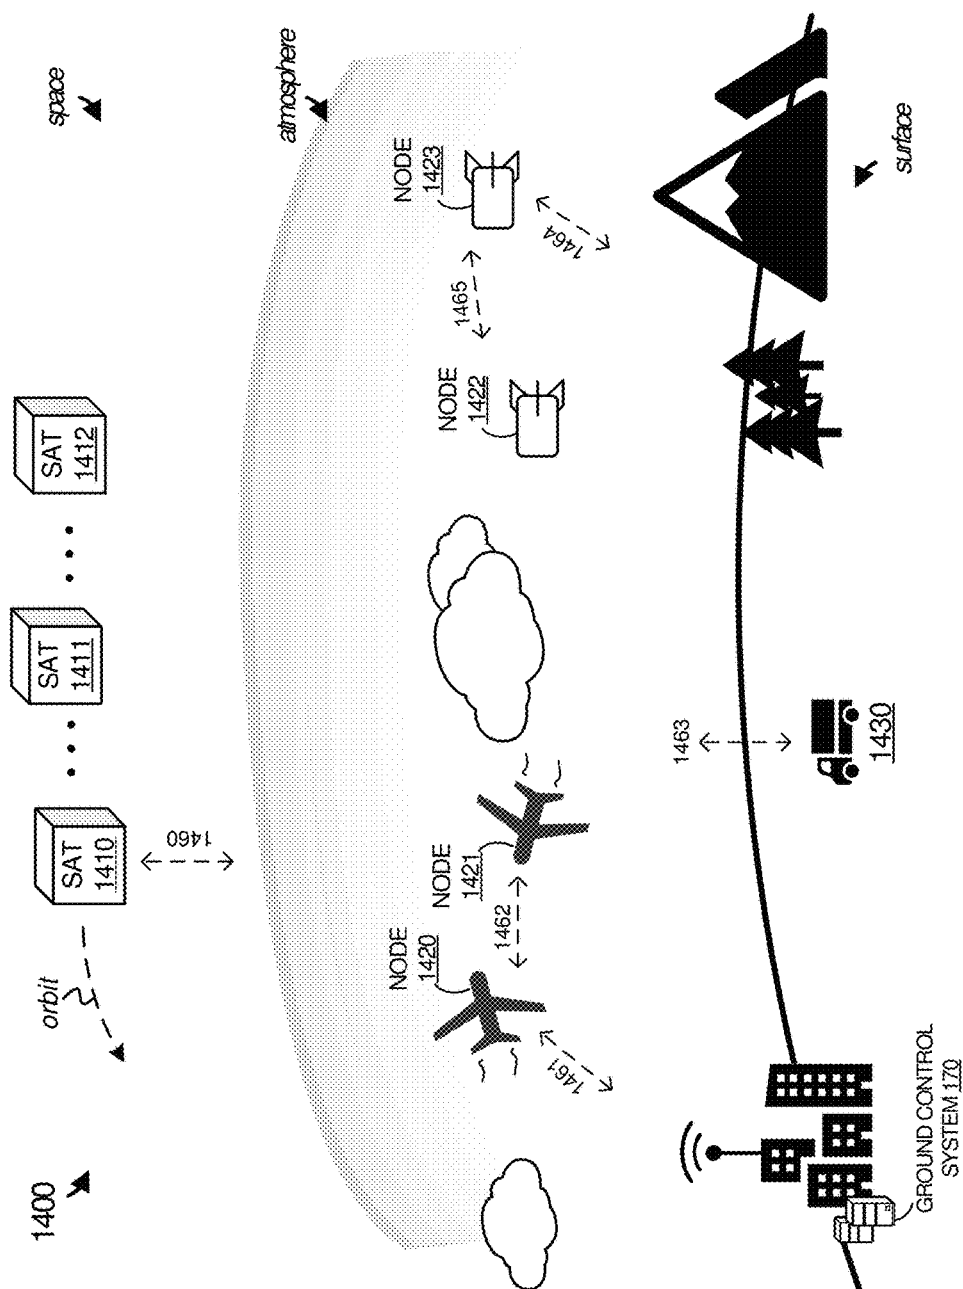 1400
orbit
SAT
1410
SAT
1411
SAT
1412
space
1460
atmosphere
NODE
1420
NODE
1421
NODE
1422
NODE
1423
1461
1462
1465
1464
1463
1430
surface
GROUND CONTROL
SYSTEM 170